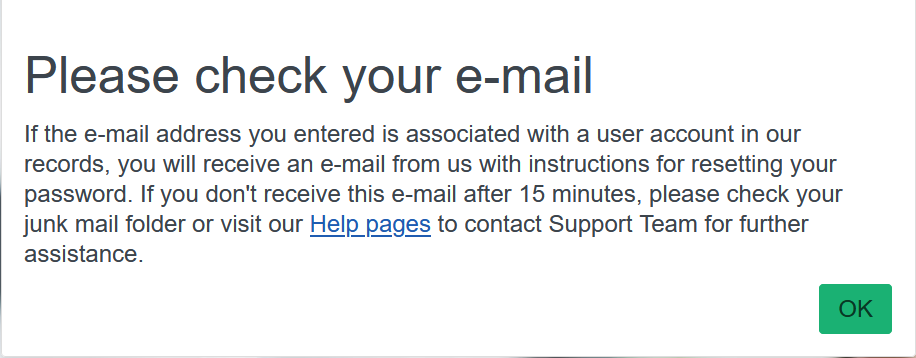 Please check your e-mail
If the e-mail address you entered is associated with a user account in our
records, you will receive an e-mail from us with instructions for resetting your
password. If you don't receive this e-mail after 15 minutes, please check your
junk mail folder or visit our Help pages to contact Support Team for further
assistance.
OK